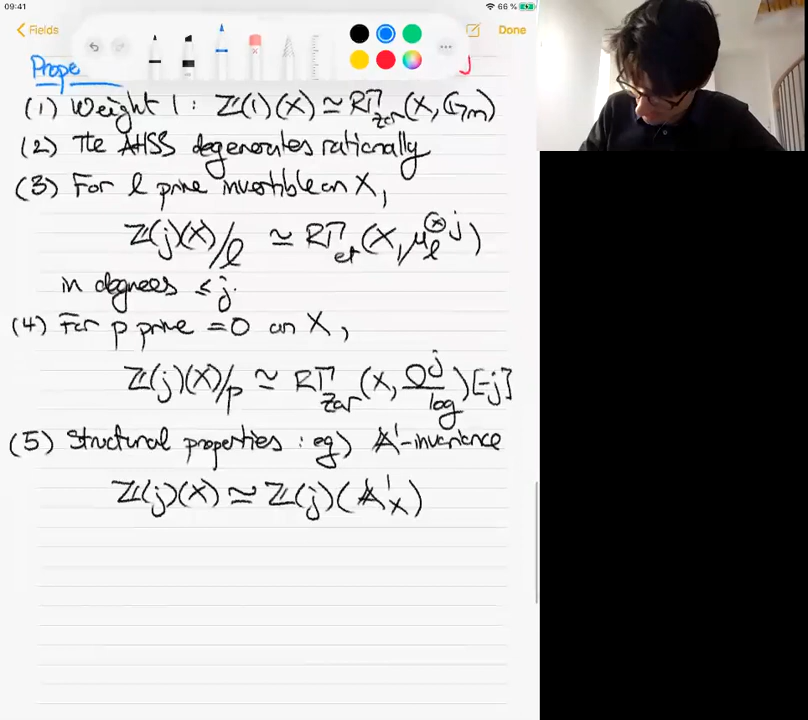 09:41
66 %
Fields
Done
Prope
(1) Weight 1 : ℤ(1)(X) ≃ RΓ_Zar(X, 𝔾_m)
(2) The AHSS degenerates rationally
(3) For ℓ prime invertible on X,
ℤ(j)(X)/ℓ ≃ RΓ_et(X, μ_ℓ^{⊗j})
in degrees ≤ j.
(4) For p prime = 0 on X,
ℤ(j)(X)/p ≃ RΓ_Zar(X, Ω^j_log)[-j]
(5) Structural properties : eg) 𝔸¹-invariance
ℤ(j)(X) ≃ ℤ(j)(𝔸¹_X)